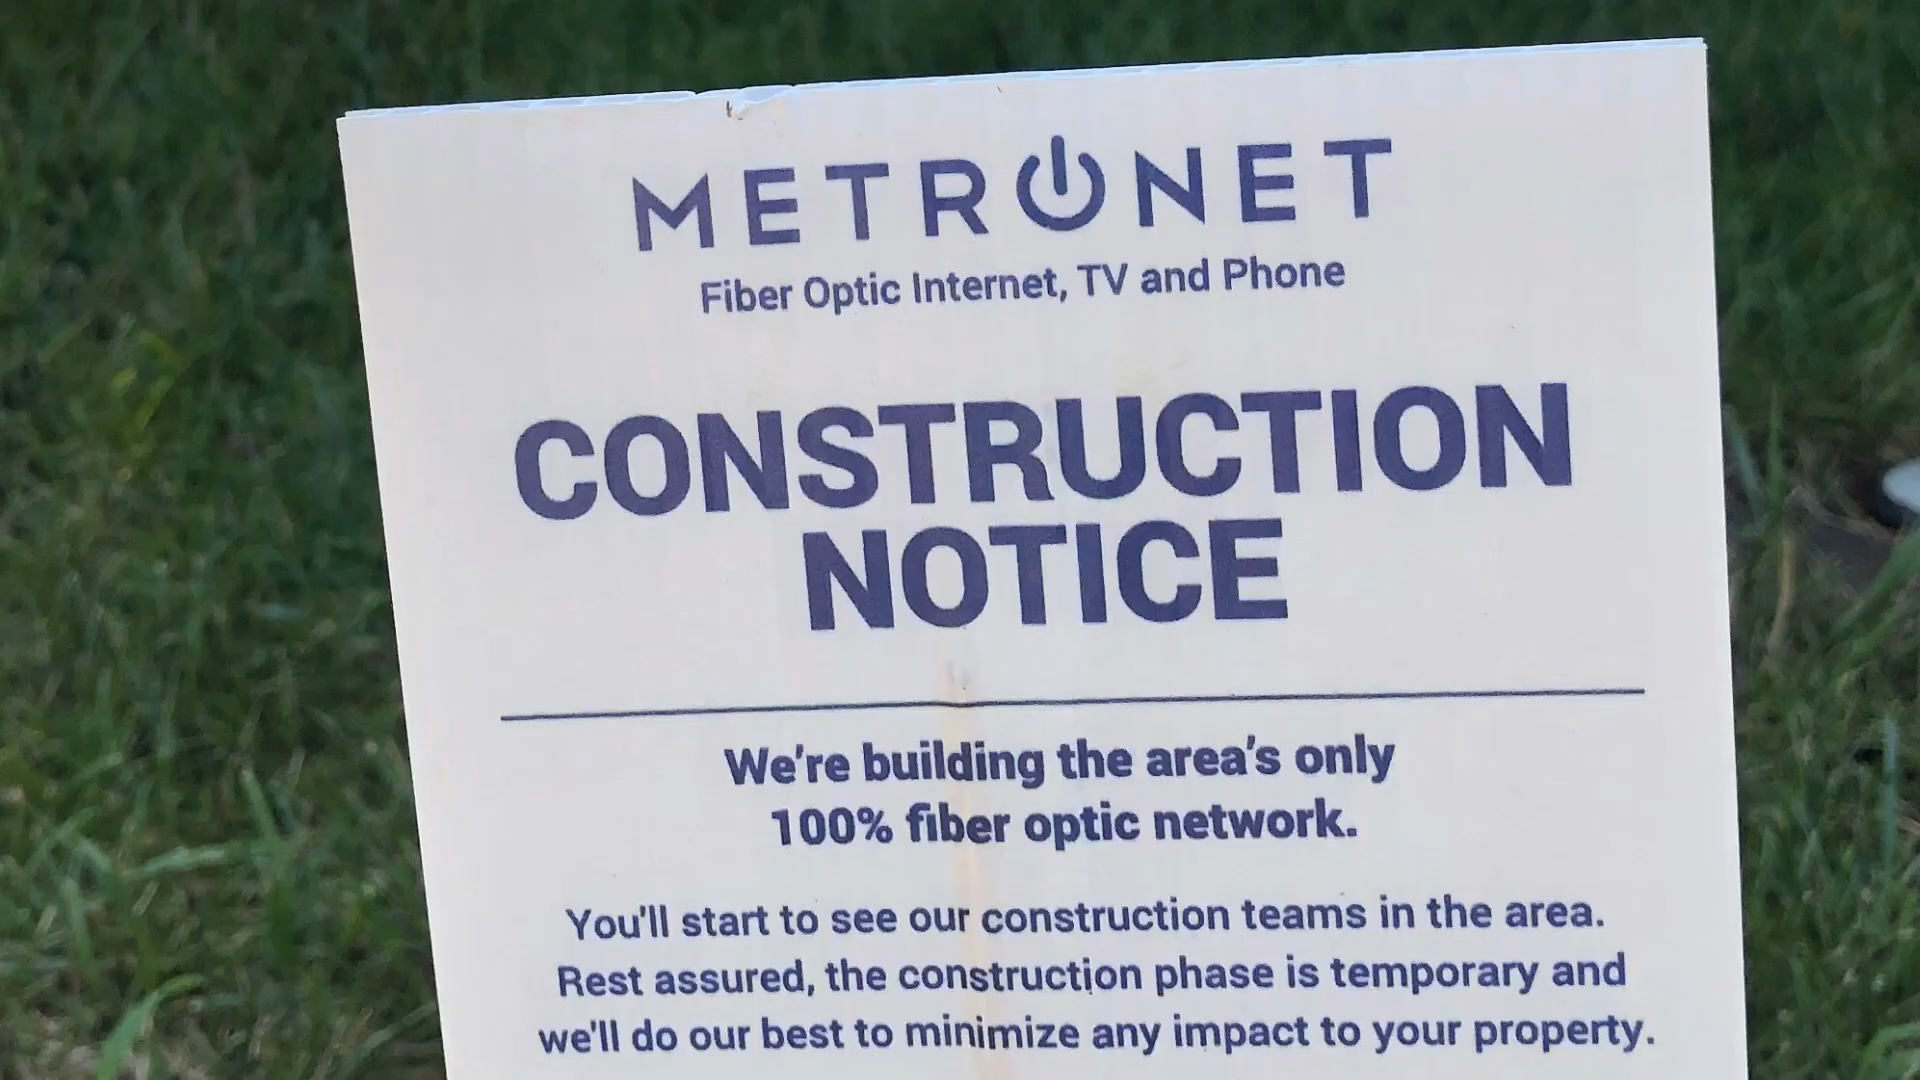 METRONET
Fiber Optic Internet, TV and Phone
CONSTRUCTION
NOTICE
We're building the area's only
100% fiber optic network.
You'll start to see our construction teams in the area.
Rest assured, the construction phase is temporary and
we'll do our best to minimize any impact to your property.